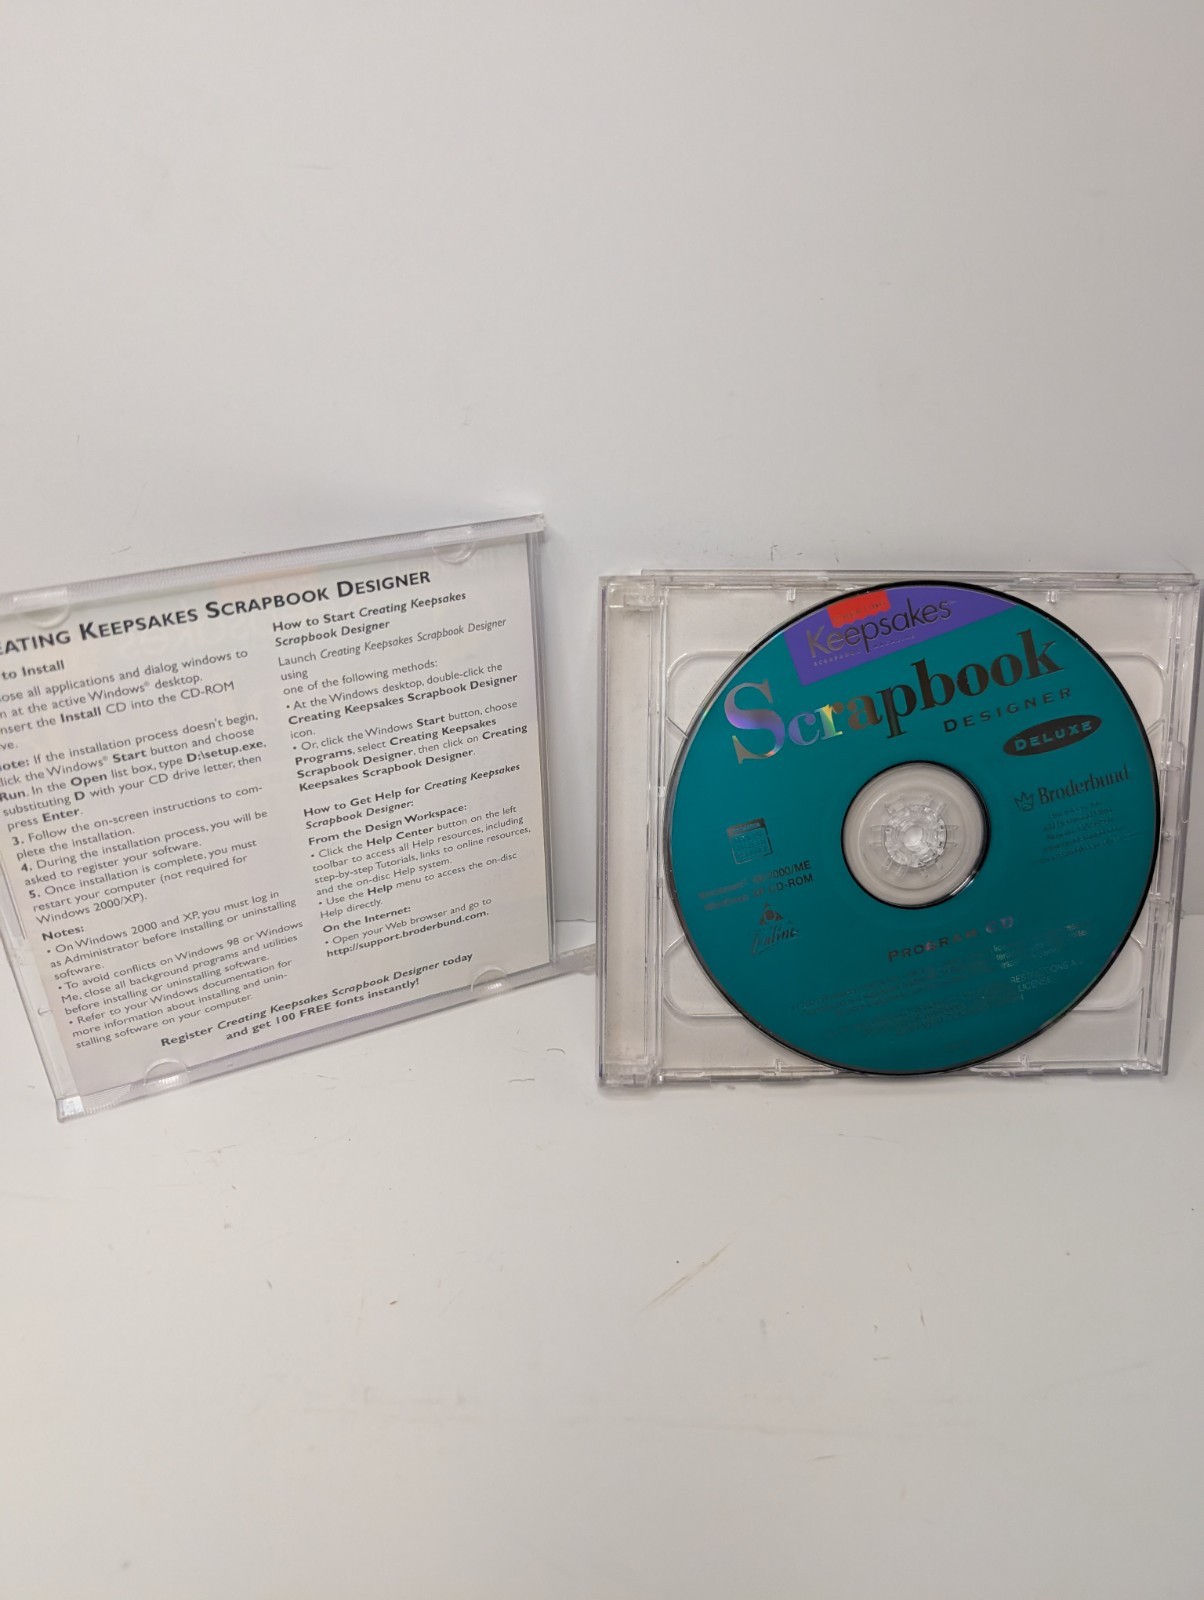 EATING KEEPSAKES SCRAPBOOK DESIGNER
to Install
ose all applications and dialog windows to
n at the active Windows® desktop.
nsert the Install CD into the CD-ROM
ve.
ote: If the installation process doesn't begin,
lick the Windows® Start button and choose
Run. In the Open list box, type D:\setup.exe,
substituting D with your CD drive letter, then
press Enter.
3. Follow the on-screen instructions to com-
plete the installation.
4. During the installation process, you will be
asked to register your software.
5. Once installation is complete, you must
restart your computer (not required for
Windows 2000/XP).
Notes:
• On Windows 2000 and XP, you must log in
as Administrator before installing or uninstalling
software.
• To avoid conflicts on Windows 98 or Windows
Me, close all background programs and utilities
before installing or uninstalling software.
• Refer to your Windows documentation for
more information about installing and unin-
stalling software on your computer.
How to Start Creating Keepsakes
Scrapbook Designer
Launch Creating Keepsakes Scrapbook Designer
using
one of the following methods:
• At the Windows desktop, double-click the
Creating Keepsakes Scrapbook Designer
icon.
• Or, click the Windows Start button, choose
Programs, select Creating Keepsakes
Scrapbook Designer, then click on Creating
Keepsakes Scrapbook Designer.
How to Get Help for Creating Keepsakes
Scrapbook Designer:
From the Design Workspace:
• Click the Help Center button on the left
toolbar to access all Help resources, including
step-by-step Tutorials, links to online resources,
and the on-disc Help system.
• Use the Help menu to access the on-disc
Help directly.
On the Internet:
• Open your Web browser and go to
http://support.broderbund.com.
Register Creating Keepsakes Scrapbook Designer today
and get 100 FREE fonts instantly!
Keepsakes
Scrapbook
DESIGNER
DELUXE
Broderbund
000/ME
CD-ROM
PROGRAM CD